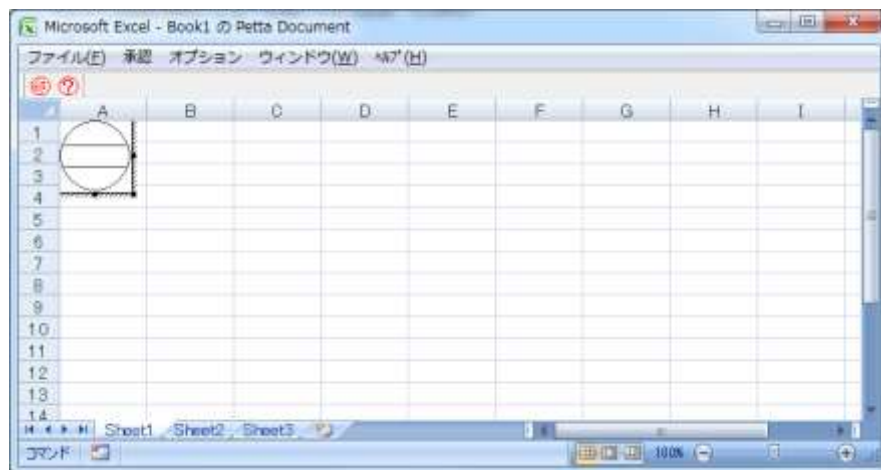 Microsoft Excel - Book1 の Petta Document
ファイル(F) 承認 オプション ウィンドウ(W) ﾍﾙﾌﾟ(H)
A B C D E F G H I
1
2
3
4
5
6
7
8
9
10
11
12
13
14
Sheet1 Sheet2 Sheet3
コマンド 100%